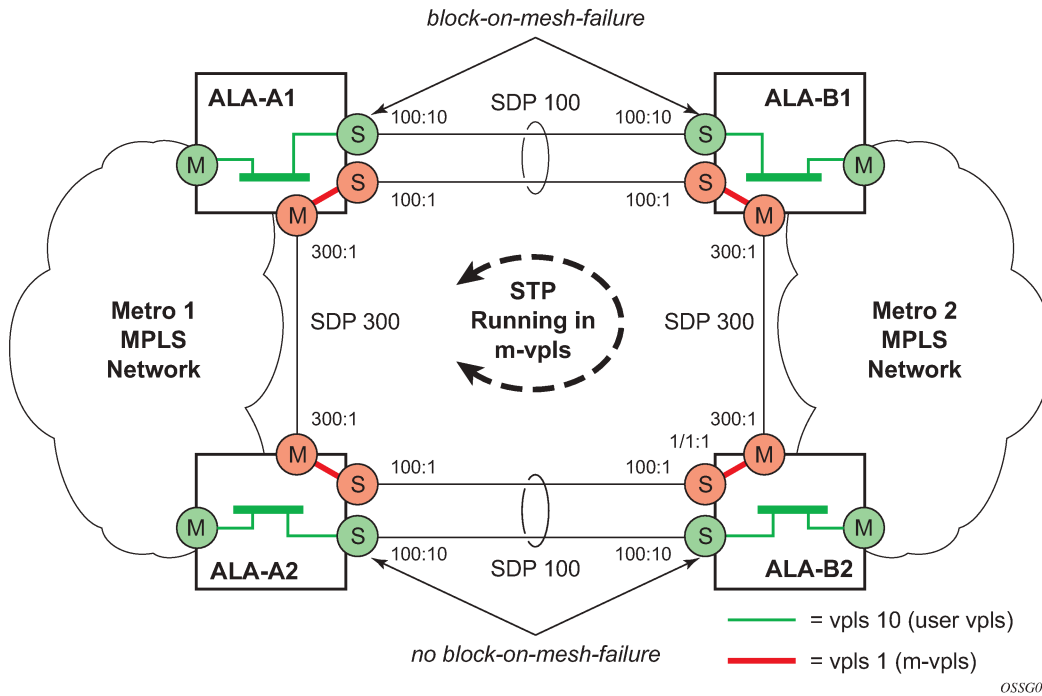 block-on-mesh-failure
ALA-A1
ALA-B1
SDP 100
100:10
100:10
S
S
M
M
S
S
100:1
100:1
M
M
300:1
300:1
Metro 1
MPLS
Network
SDP 300
STP
Running in
m-vpls
SDP 300
Metro 2
MPLS
Network
300:1
300:1
1/1:1
M
M
100:1
100:1
S
S
M
M
S
S
100:10
100:10
SDP 100
ALA-A2
ALA-B2
no block-on-mesh-failure
= vpls 10 (user vpls)
= vpls 1 (m-vpls)
OSSG0